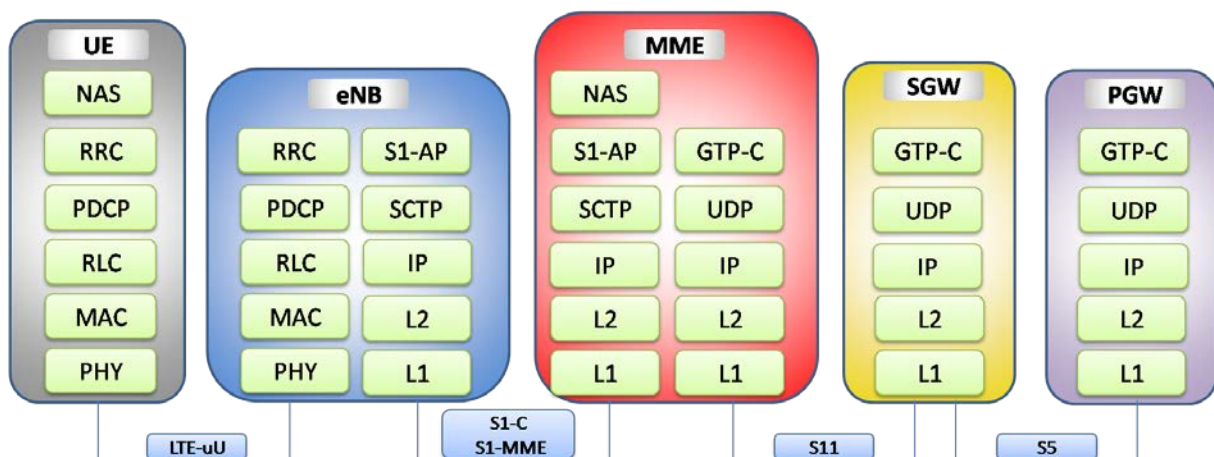 UE
NAS
RRC
PDCP
RLC
MAC
PHY
eNB
RRC S1-AP
PDCP SCTP
RLC IP
MAC L2
PHY L1
MME
NAS
S1-AP GTP-C
SCTP UDP
IP IP
L2 L2
L1 L1
SGW
GTP-C
UDP
IP
L2
L1
PGW
GTP-C
UDP
IP
L2
L1
LTE-uU
S1-C
S1-MME
S11
S5